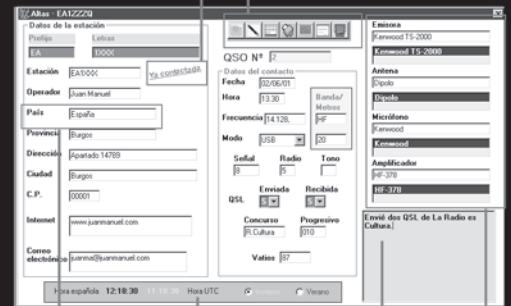 Altas - EA1ZZZQ
Datos de la estación
Prefijo Letras
EA 1XXX
Estación EA1XXX
Ya contactada
Operador Juan Manuel
País España
Provincia Burgos
Dirección Apartado 14789
Ciudad Burgos
C.P. 00001
Internet www.juanmanuel.com
Correo
electrónico juanma@juanmanuel.com
QSO Nº 2
Datos del contacto
Fecha 02/06/01
Hora 13:30
Banda/
Metros
Frecuencia 14.128, HF
Modo USB 20
Señal Radio Tono
8 5
Enviada Recibida
QSL S S
Concurso Progresivo
R.Cultura 010
Vatios 87
Emisora
Kenwood TS-2000
Kenwood TS-2000
Antena
Dipolo
Dipolo
Micrófono
Kenwood
Kenwood
Amplificador
HF-378
HF-378
Envié dos QSL de La Radio es
Cultura.
Hora española 12:18:30 Hora UTC Verano